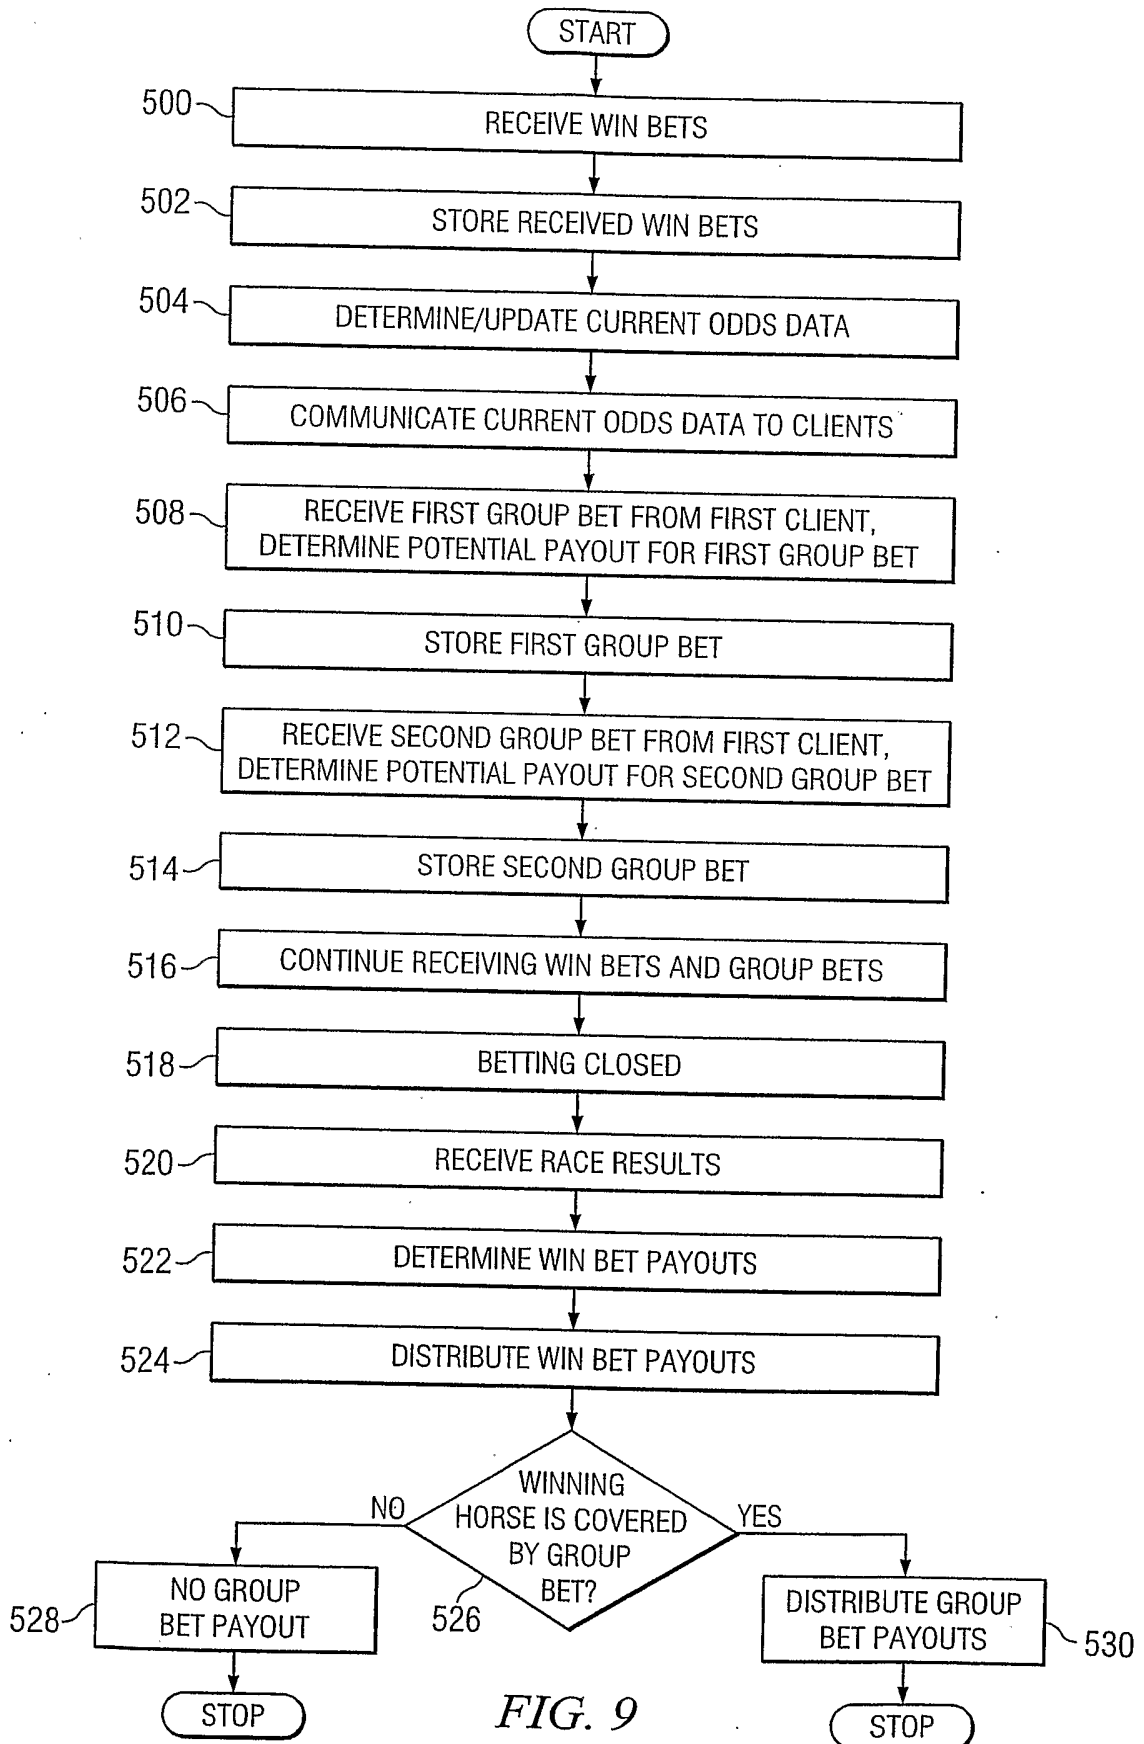 START
500
RECEIVE WIN BETS
502
STORE RECEIVED WIN BETS
504
DETERMINE/UPDATE CURRENT ODDS DATA
506
COMMUNICATE CURRENT ODDS DATA TO CLIENTS
508
RECEIVE FIRST GROUP BET FROM FIRST CLIENT,
DETERMINE POTENTIAL PAYOUT FOR FIRST GROUP BET
510
STORE FIRST GROUP BET
512
RECEIVE SECOND GROUP BET FROM FIRST CLIENT,
DETERMINE POTENTIAL PAYOUT FOR SECOND GROUP BET
514
STORE SECOND GROUP BET
516
CONTINUE RECEIVING WIN BETS AND GROUP BETS
518
BETTING CLOSED
520
RECEIVE RACE RESULTS
522
DETERMINE WIN BET PAYOUTS
524
DISTRIBUTE WIN BET PAYOUTS
WINNING
HORSE IS COVERED
BY GROUP
BET?
526
NO
YES
NO GROUP
BET PAYOUT
528
DISTRIBUTE GROUP
BET PAYOUTS
530
STOP
STOP
FIG. 9